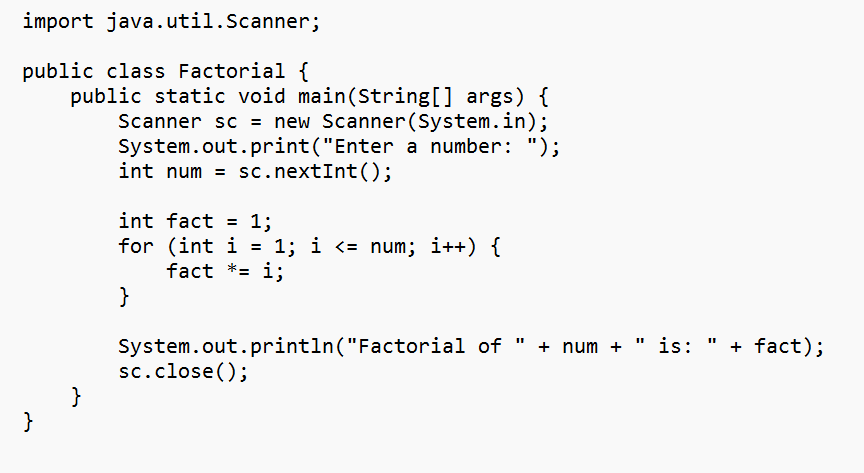 import java.util.Scanner;

public class Factorial {
    public static void main(String[] args) {
        Scanner sc = new Scanner(System.in);
        System.out.print("Enter a number: ");
        int num = sc.nextInt();

        int fact = 1;
        for (int i = 1; i <= num; i++) {
            fact *= i;
        }

        System.out.println("Factorial of " + num + " is: " + fact);
        sc.close();
    }
}